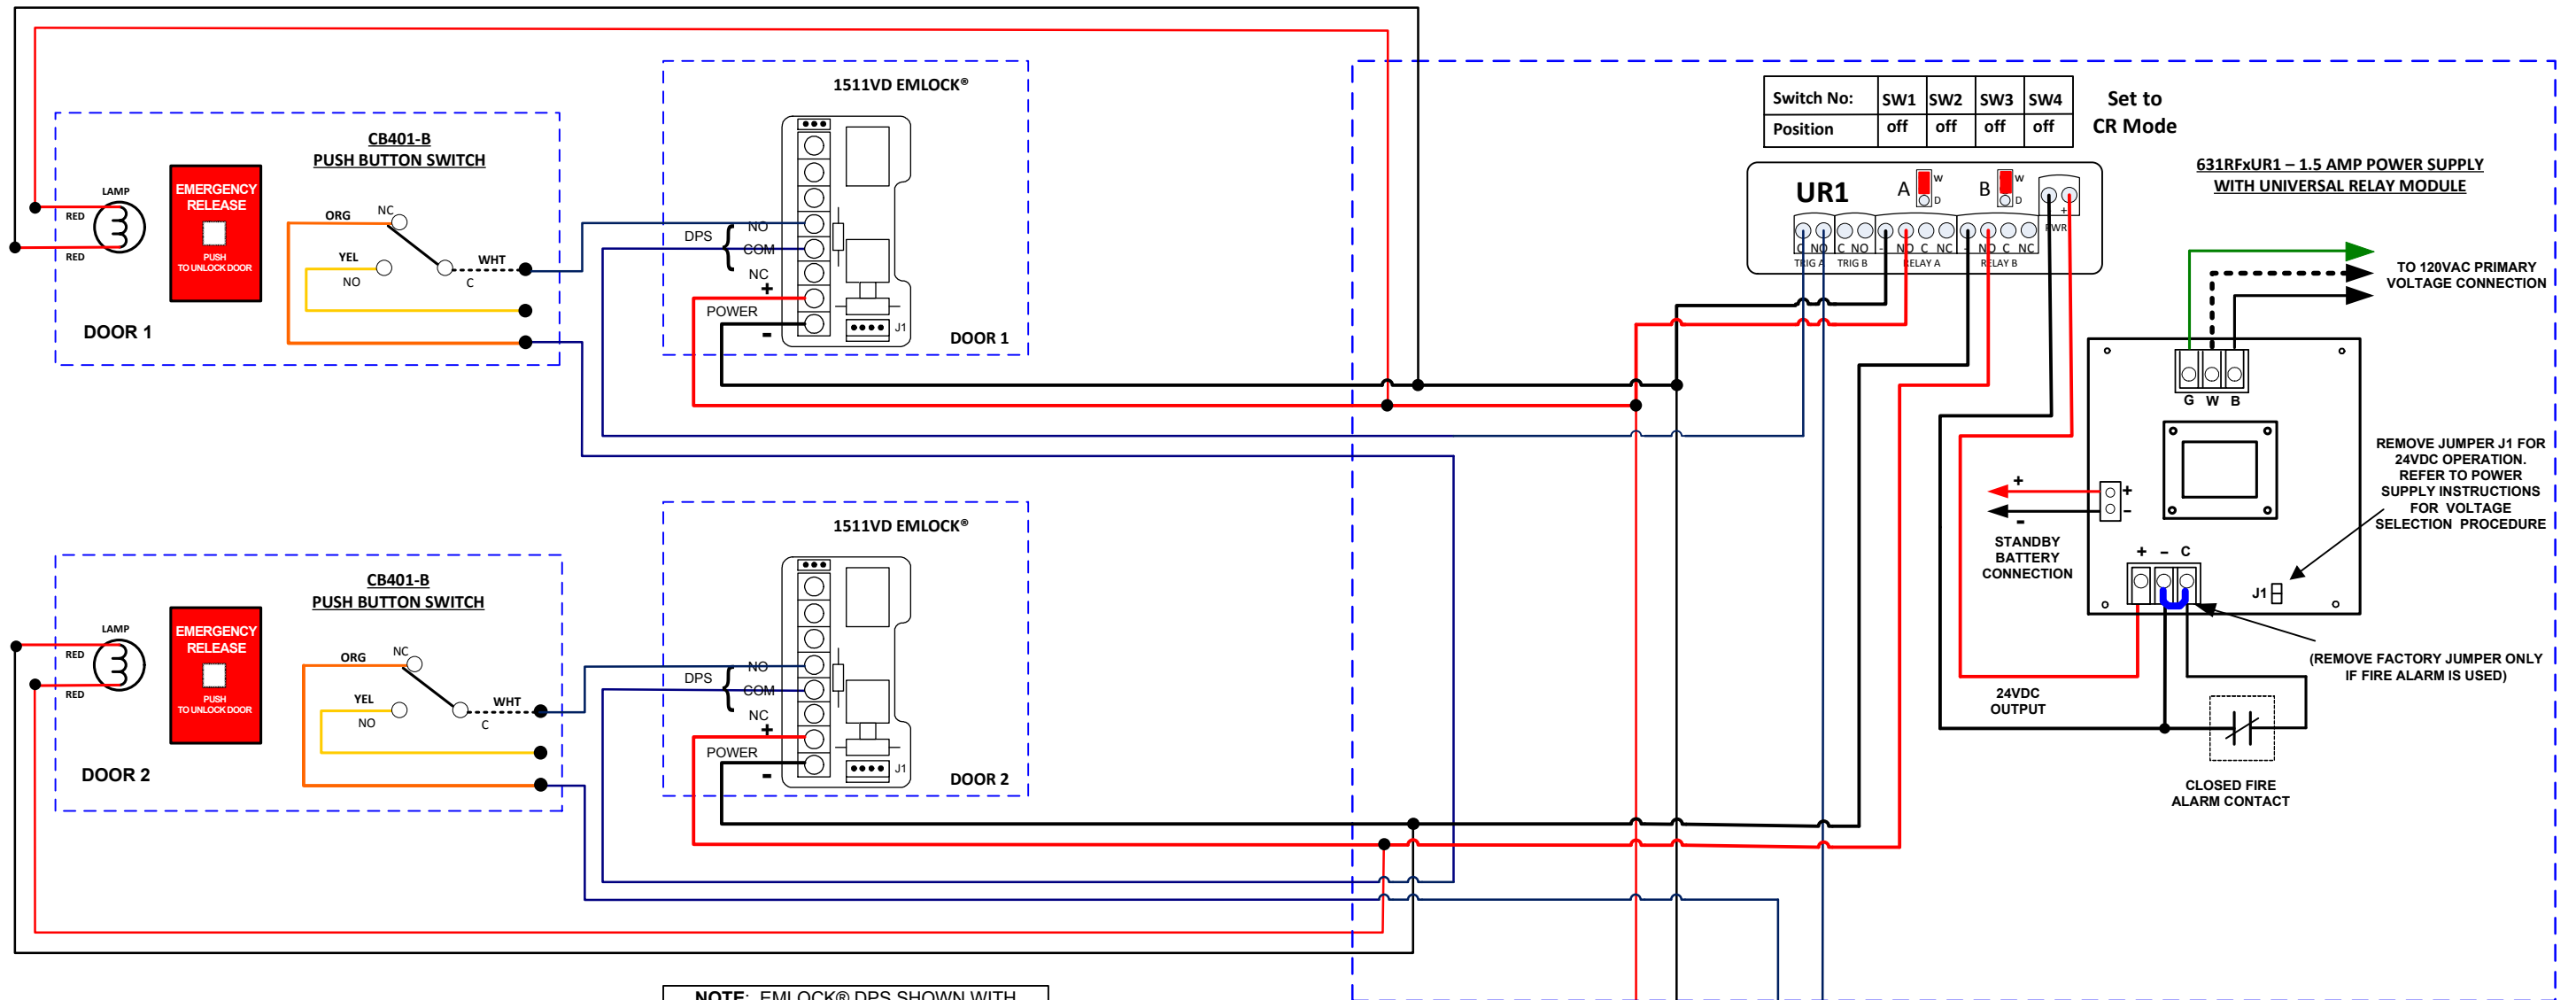 1511VD EMLOCK®
Switch No: SW1 SW2 SW3 SW4
Position off off off off
Set to
CR Mode
CB401-B
PUSH BUTTON SWITCH
LAMP
RED
RED
EMERGENCY
RELEASE
PUSH
TO UNLOCK DOOR
ORG
NC
YEL
NO
WHT
C
DOOR 1
DPS
NO
COM
NC
+
POWER
-
J1
DOOR 1
UR1
A W D
B W D
+
PWR
C NO C NO - NO C NC - NO C NC
TRIG A TRIG B RELAY A RELAY B
631RFxUR1 – 1.5 AMP POWER SUPPLY
WITH UNIVERSAL RELAY MODULE
TO 120VAC PRIMARY
VOLTAGE CONNECTION
G W B
REMOVE JUMPER J1 FOR
24VDC OPERATION.
REFER TO POWER
SUPPLY INSTRUCTIONS
FOR VOLTAGE
SELECTION PROCEDURE
+
-
+
–
STANDBY
BATTERY
CONNECTION
+ – C
J1
(REMOVE FACTORY JUMPER ONLY
IF FIRE ALARM IS USED)
24VDC
OUTPUT
CLOSED FIRE
ALARM CONTACT
1511VD EMLOCK®
CB401-B
PUSH BUTTON SWITCH
LAMP
RED
RED
EMERGENCY
RELEASE
PUSH
TO UNLOCK DOOR
ORG
NC
YEL
NO
WHT
C
DOOR 2
DPS
NO
COM
NC
+
POWER
-
J1
DOOR 2
NOTE: EMLOCK® DPS SHOWN WITH